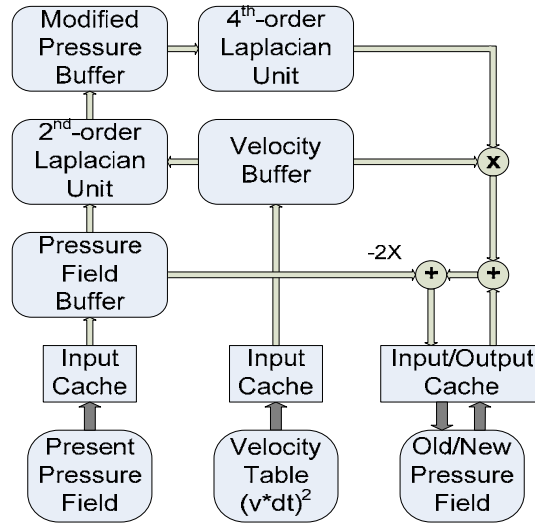 Modified
Pressure
Buffer
4th-order
Laplacian
Unit
2nd-order
Laplacian
Unit
Velocity
Buffer
x
Pressure
Field
Buffer
-2X
+
+
Input
Cache
Input
Cache
Input/Output
Cache
Present
Pressure
Field
Velocity
Table
(v*dt)2
Old/New
Pressure
Field